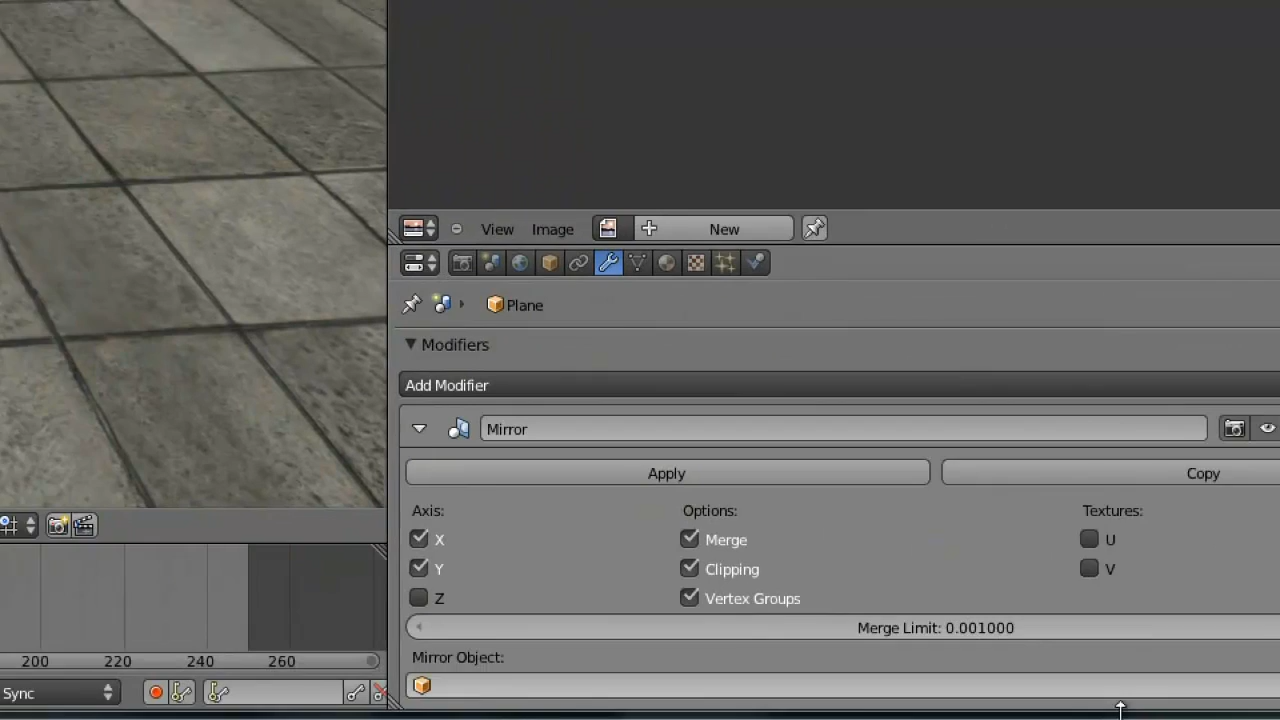 View Image New
Plane
Modifiers
Add Modifier
Mirror
Apply Copy
Axis: Options: Textures:
X Merge U
Y Clipping V
Z Vertex Groups
Merge Limit: 0.001000
Mirror Object:
200 220 240 260
Sync